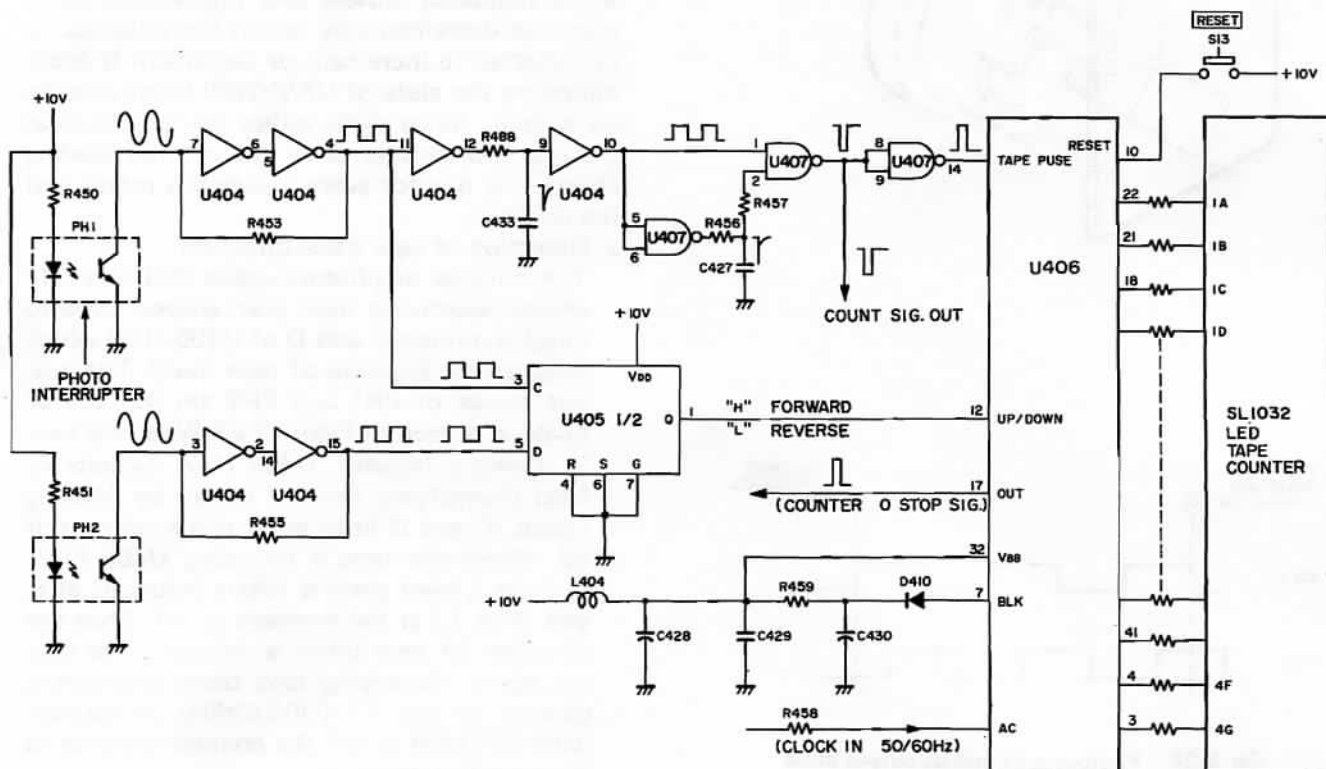 RESET
S13
+10V
+10V
7 6 5 4 11 12 R488 9 10
U404 U404 U404 U404
R453
C433
R450
PH1
PHOTO
INTERRUPTER
1 2 U407
5 6 U407 R456
R457
C427
8 9 U407 14
COUNT SIG. OUT
TAPE PUSE
RESET 10
22 1A
21 1B
18 1C
1D
U406
+10V
VDD
3 C
U405 1/2
Q 1
"H" FORWARD
"L" REVERSE
12 UP/DOWN
5 D
R S G
4 6 7
SL1032
LED
TAPE
COUNTER
3 2 14 15
U404 U404
R455
R451
PH2
17 OUT
(COUNTER 0 STOP SIG.)
32 VBB
+10V L404
R459
D410
7 BLK
C428 C429 C430
41
4 4F
3 4G
R458
AC
(CLOCK IN 50/60Hz)